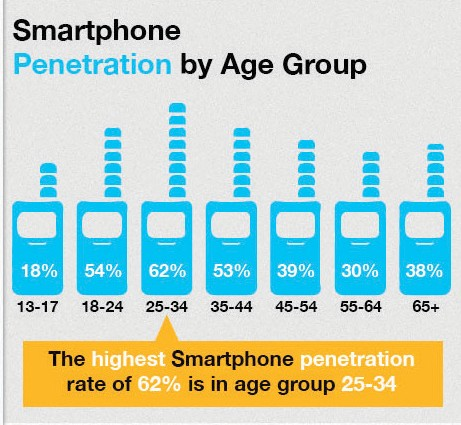 Smartphone
Penetration by Age Group
18% 54% 62% 53% 39% 30% 38%
13-17 18-24 25-34 35-44 45-54 55-64 65+
The highest Smartphone penetration
rate of 62% is in age group 25-34